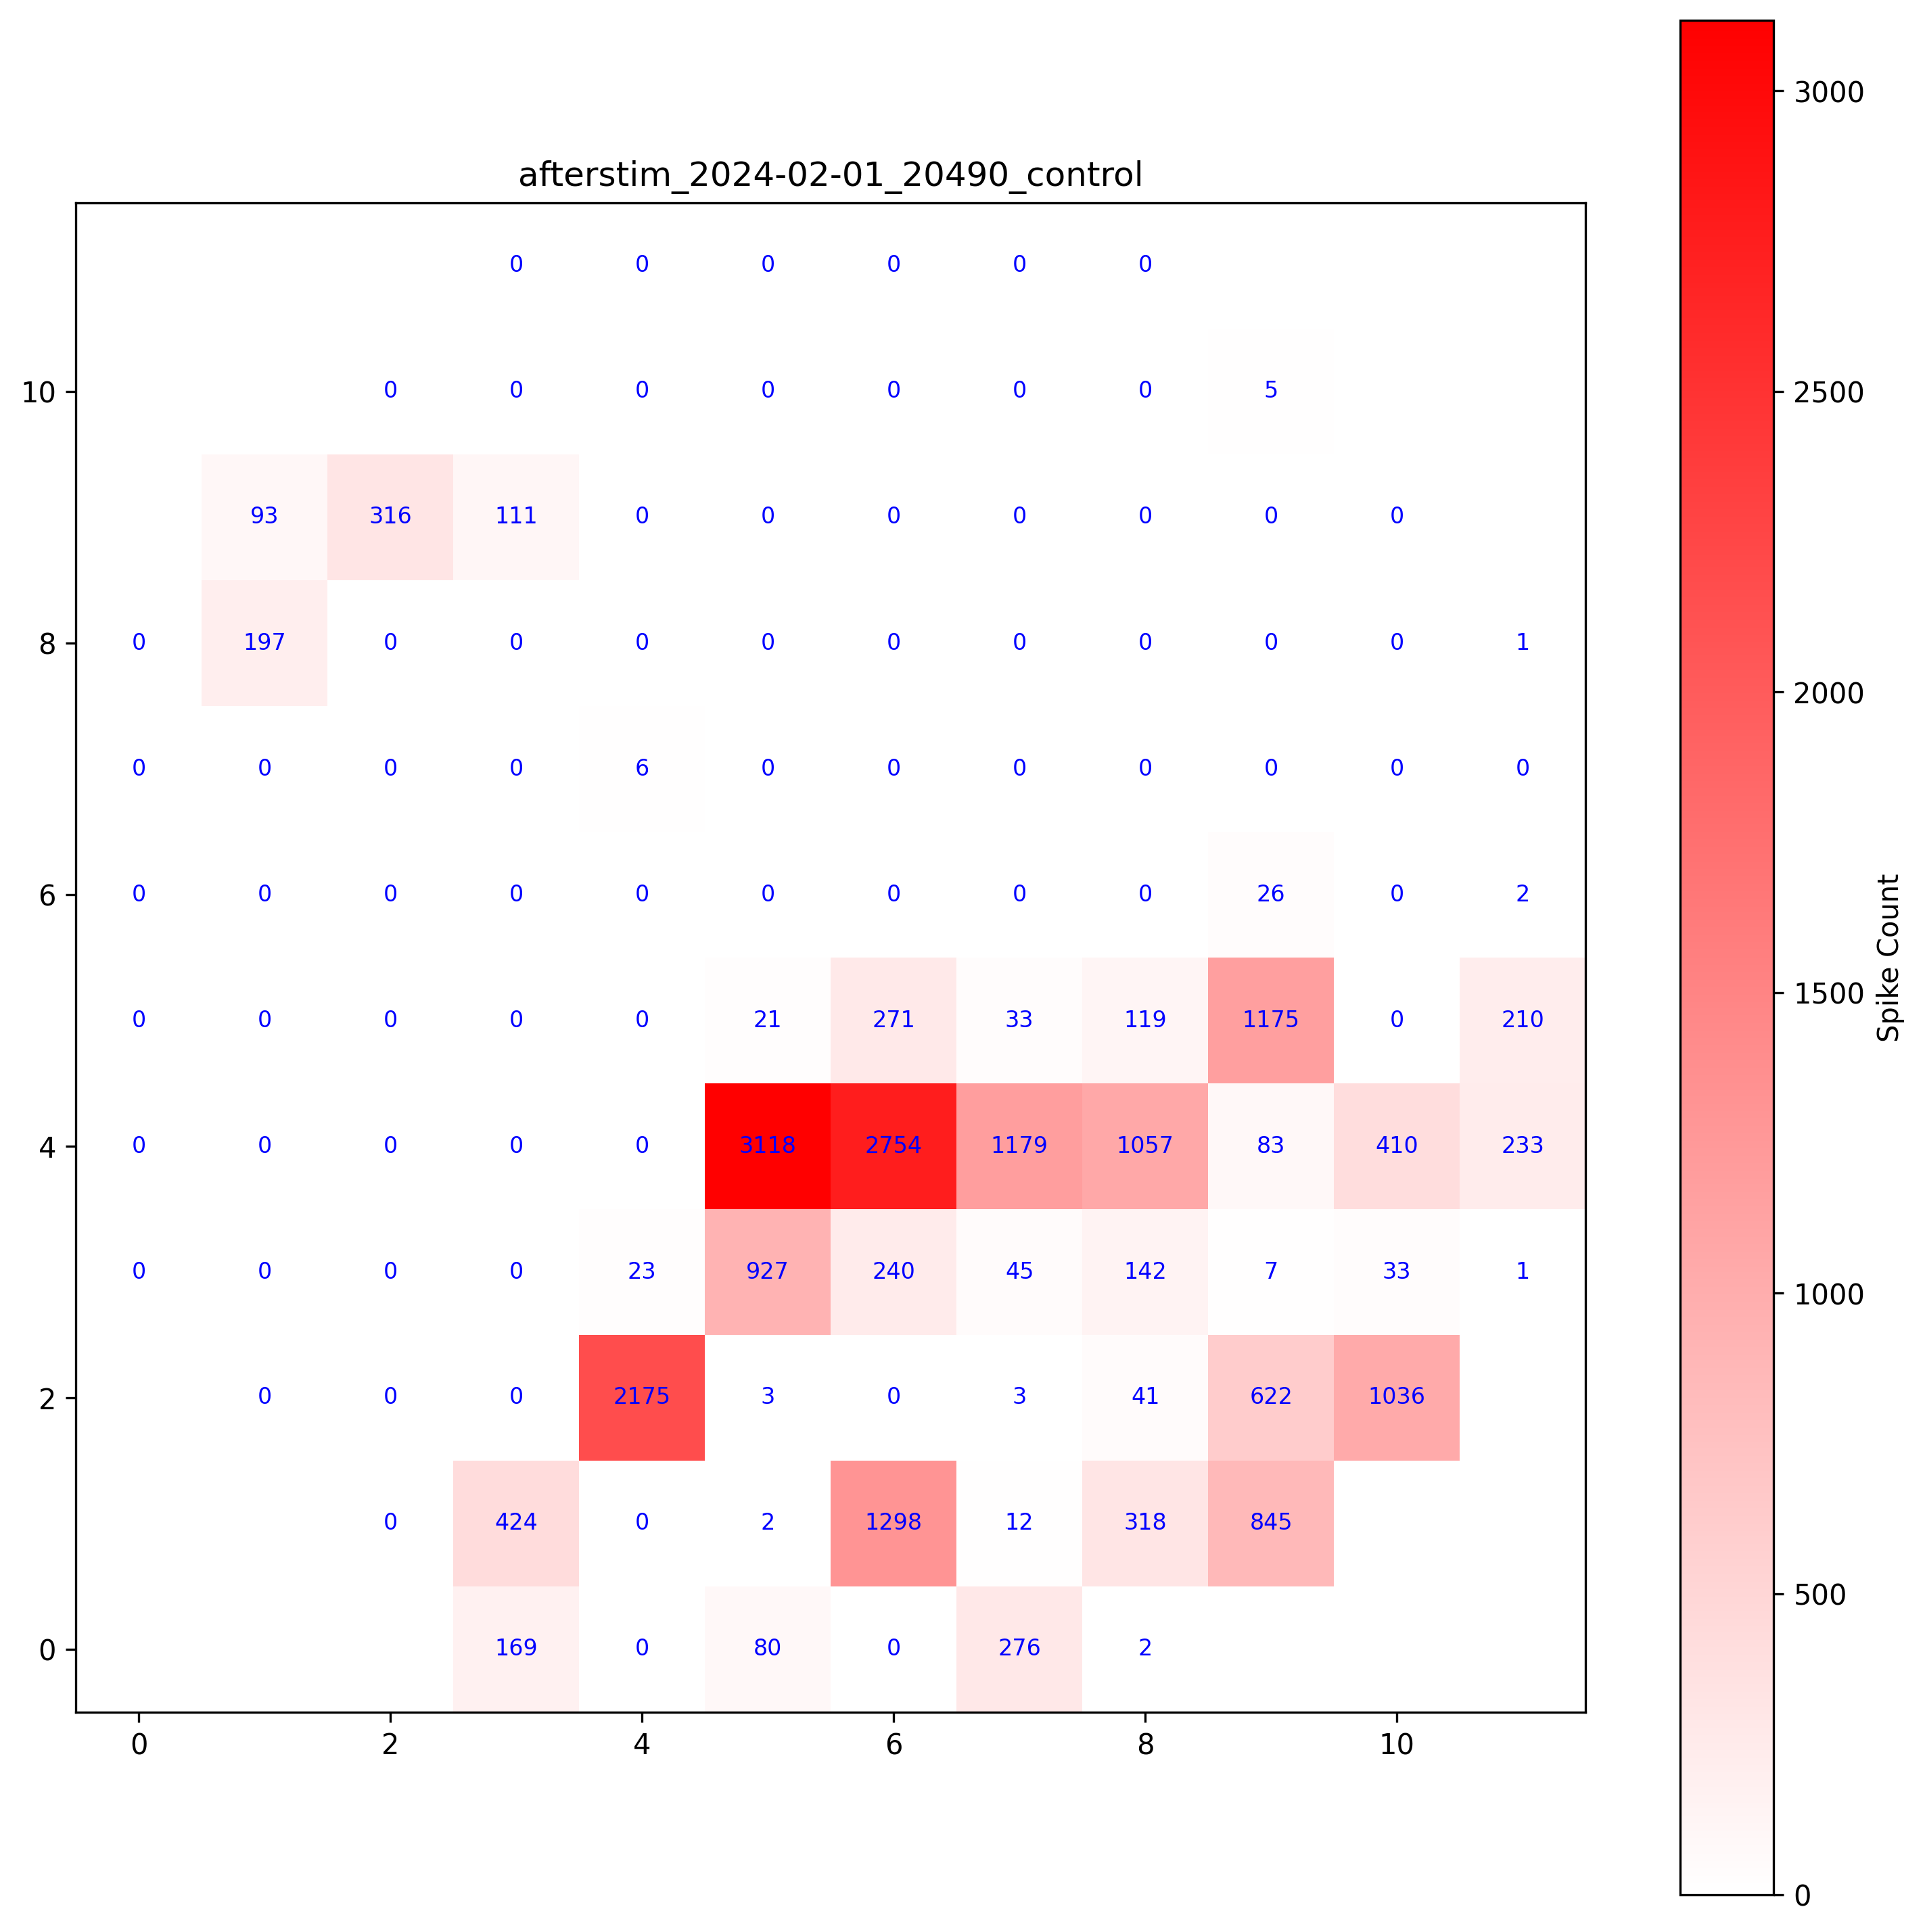 afterstim_2024-02-01_20490_control
3000
0 0 0 0 0 0
10 0 0 0 0 0 0 0 5
2500
93 316 111 0 0 0 0 0 0 0
8 0 197 0 0 0 0 0 0 0 0 0 1
2000
0 0 0 0 6 0 0 0 0 0 0 0
6 0 0 0 0 0 0 0 0 0 26 0 2
Spike Count
1500
0 0 0 0 0 21 271 33 119 1175 0 210
4 0 0 0 0 0 3118 2754 1179 1057 83 410 233
0 0 0 0 23 927 240 45 142 7 33 1
1000
2 0 0 0 2175 3 0 3 41 622 1036
0 424 0 2 1298 12 318 845
500
0 169 0 80 0 276 2
0 2 4 6 8 10
0